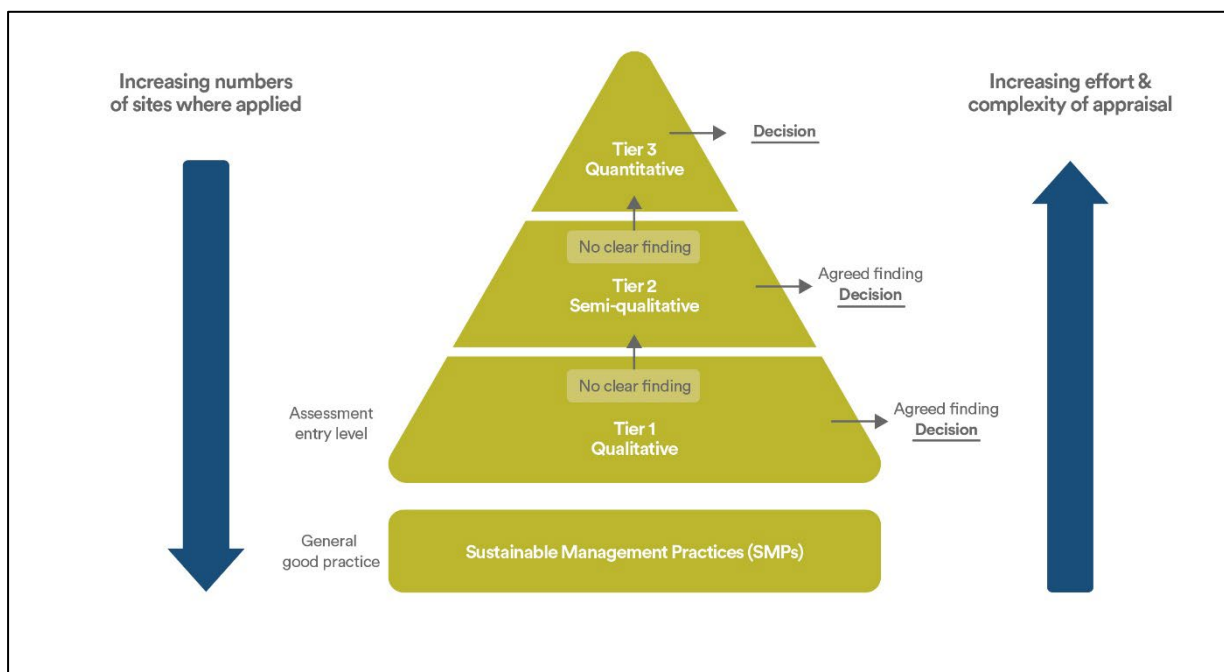 Increasing numbers
of sites where applied
Increasing effort &
complexity of appraisal
Tier 3
Quantitative
Decision
No clear finding
Tier 2
Semi-qualitative
Agreed finding
Decision
No clear finding
Assessment
entry level
Tier 1
Qualitative
Agreed finding
Decision
General
good practice
Sustainable Management Practices (SMPs)